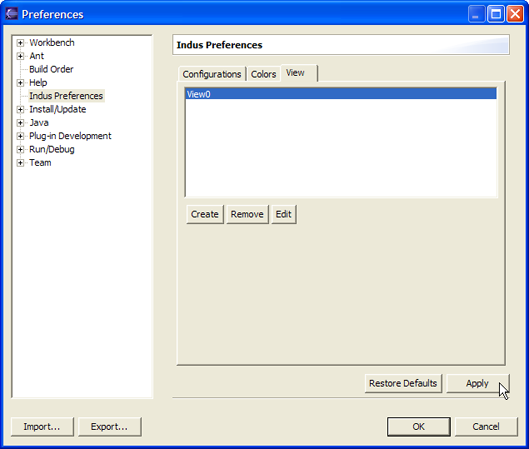 Preferences
Workbench
Ant
Build Order
Help
Indus Preferences
Install/Update
Java
Plug-in Development
Run/Debug
Team
Indus Preferences
Configurations Colors View
View0
Create Remove Edit
Restore Defaults Apply
Import... Export... OK Cancel